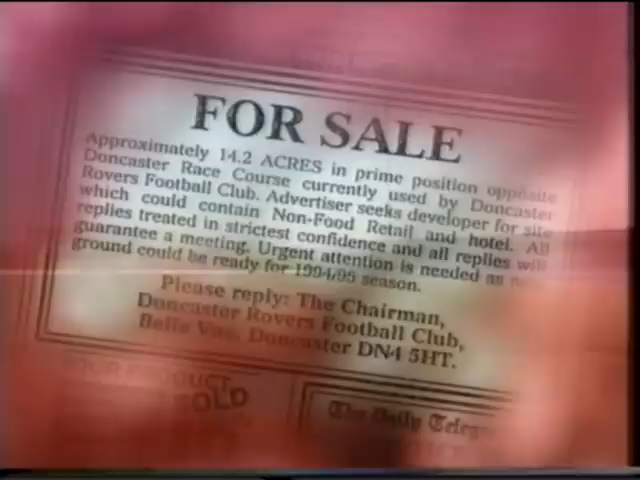 FOR SALE
Approximately 14.2 ACRES in prime position opposite
Doncaster Race Course currently used by Doncaster
Rovers Football Club. Advertiser seeks developer for site
which could contain Non-Food Retail and hotel. All
replies treated in strictest confidence and all replies will
guarantee a meeting. Urgent attention is needed as
ground could be ready for 1994/95 season.
Please reply: The Chairman,
Doncaster Rovers Football Club,
Belle Vue, Doncaster DN4 5HT.
YOUR PRODUCT
SOLD
The Daily